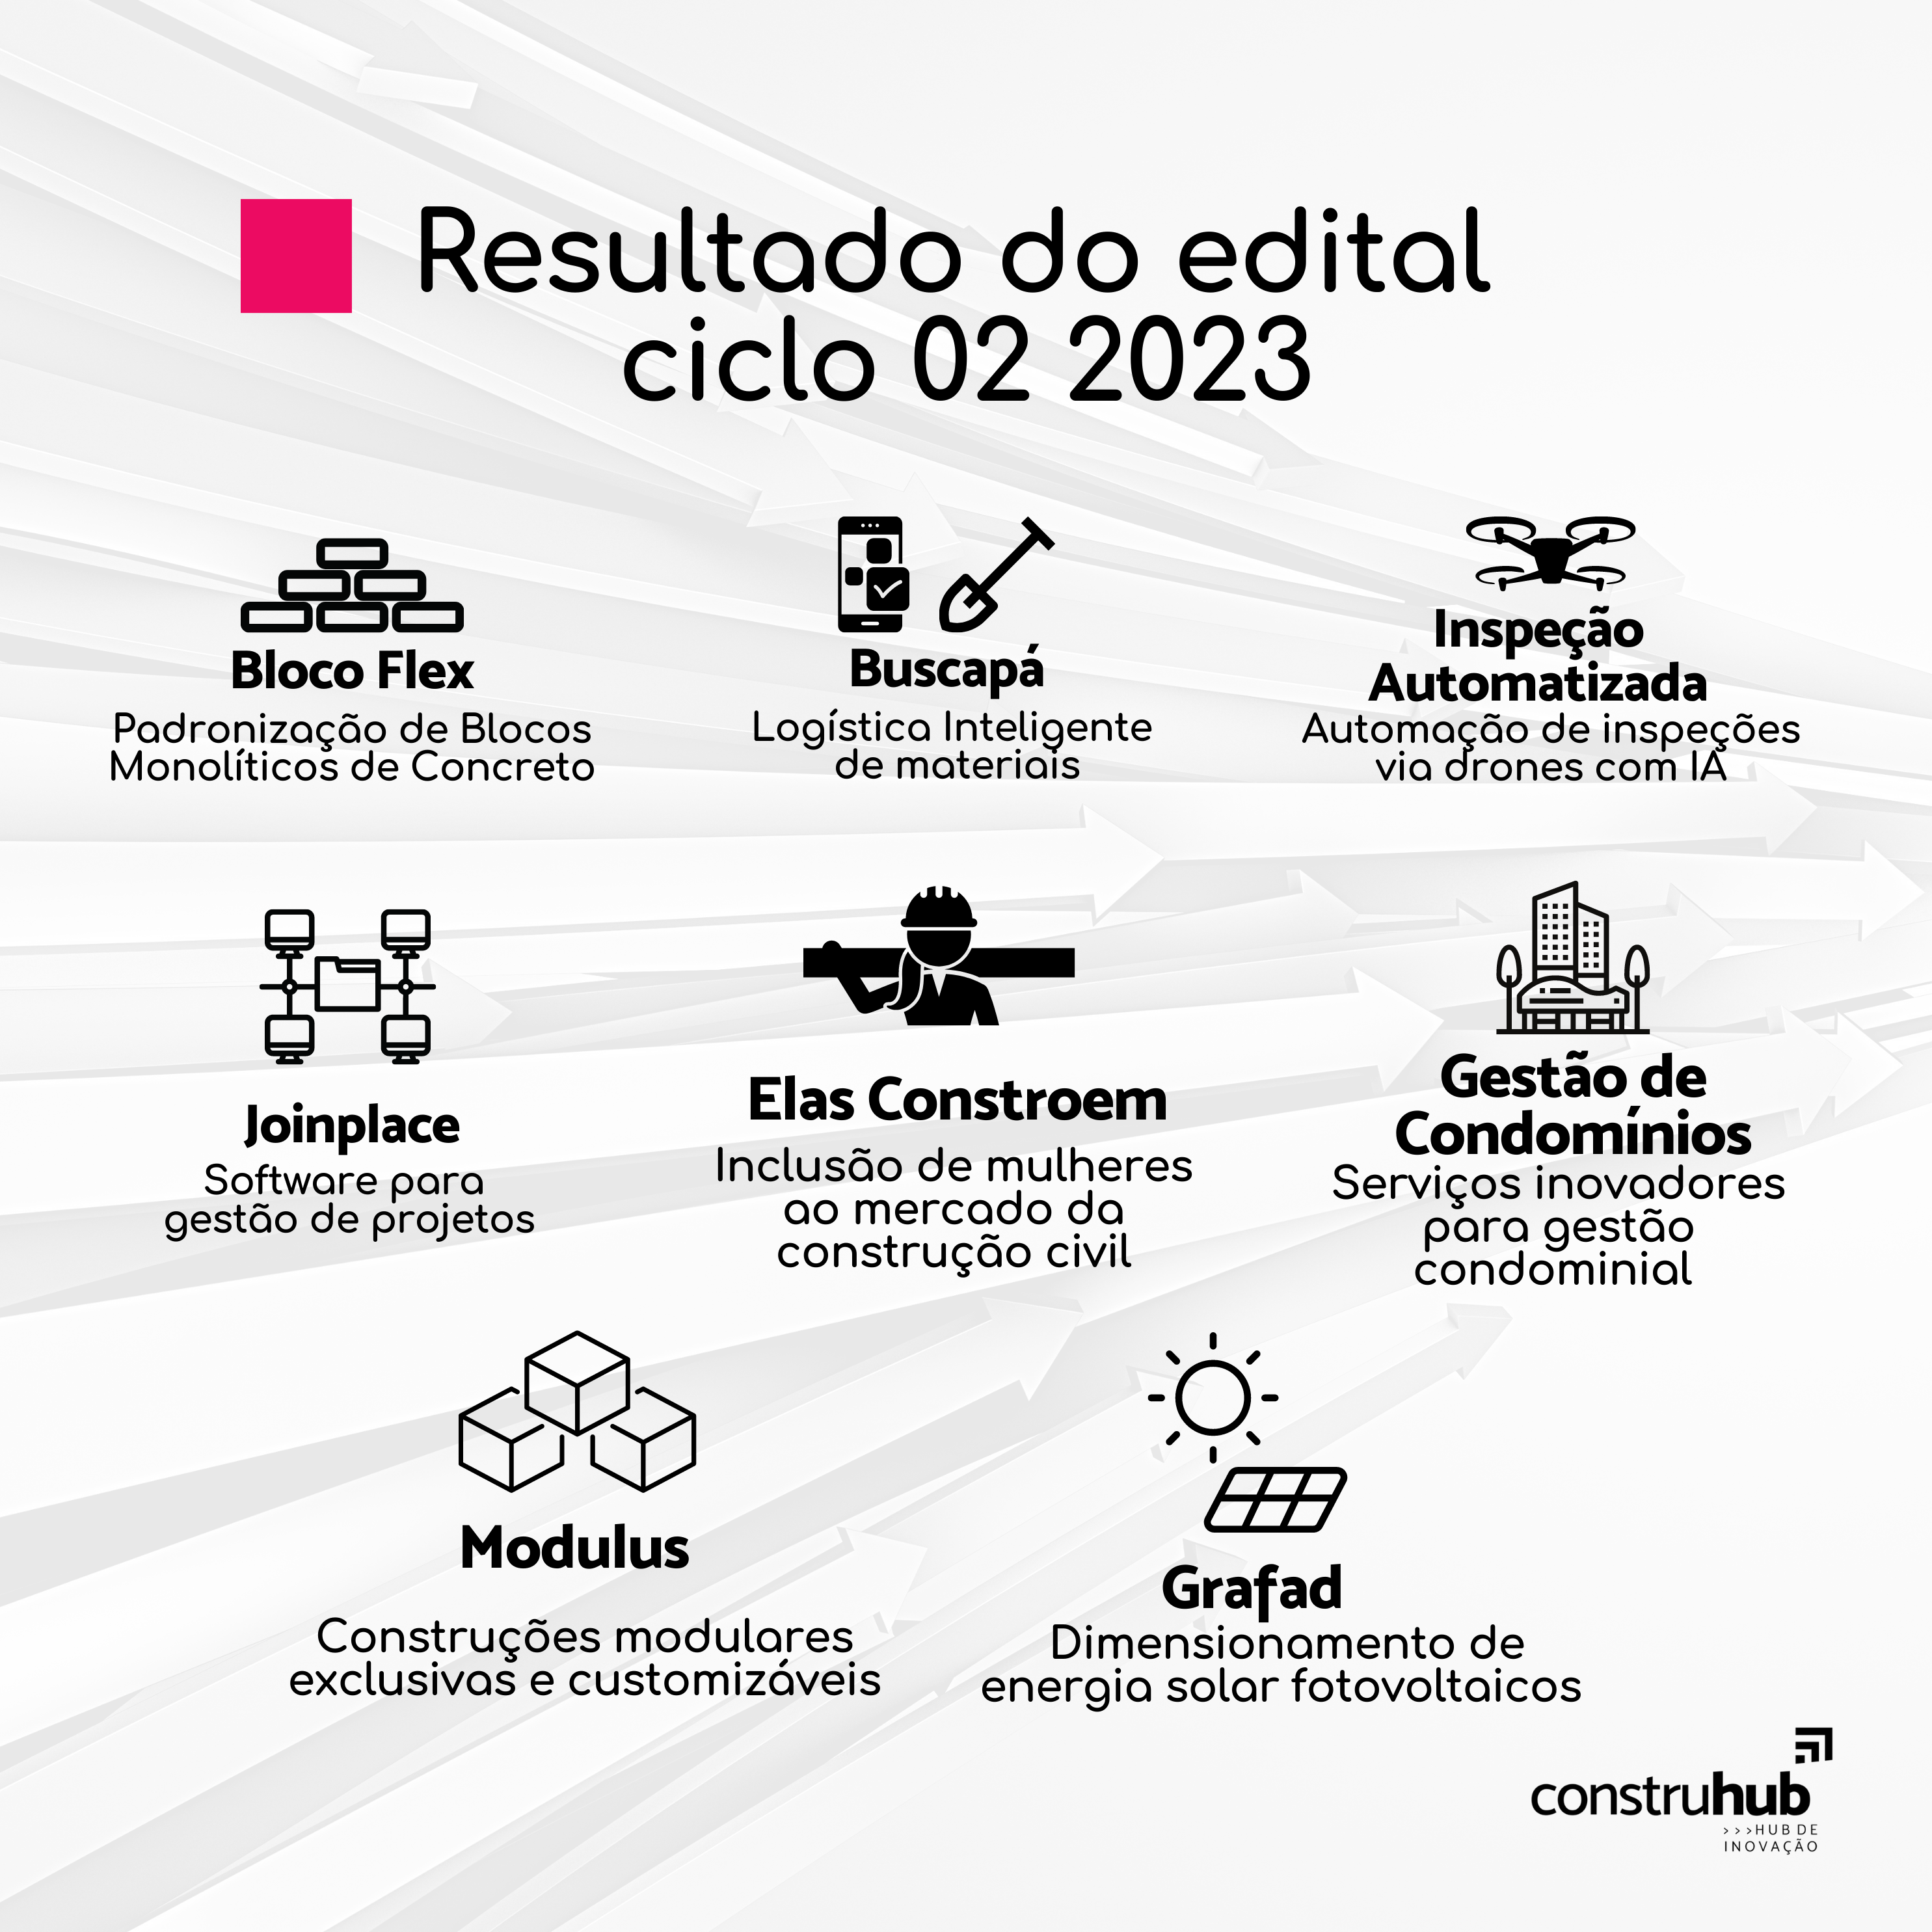 Resultado do edital
ciclo 02 2023
Bloco Flex
Padronização de Blocos
Monolíticos de Concreto
Buscapá
Logística Inteligente
de materiais
Inspeção
Automatizada
Automação de inspeções
via drones com IA
Joinplace
Software para
gestão de projetos
Elas Constroem
Inclusão de mulheres
ao mercado da
construção civil
Gestão de
Condomínios
Serviços inovadores
para gestão
condominial
Modulus
Construções modulares
exclusivas e customizáveis
Grafad
Dimensionamento de
energia solar fotovoltaicos
construhub
>>>HUB DE
INOVAÇÃO